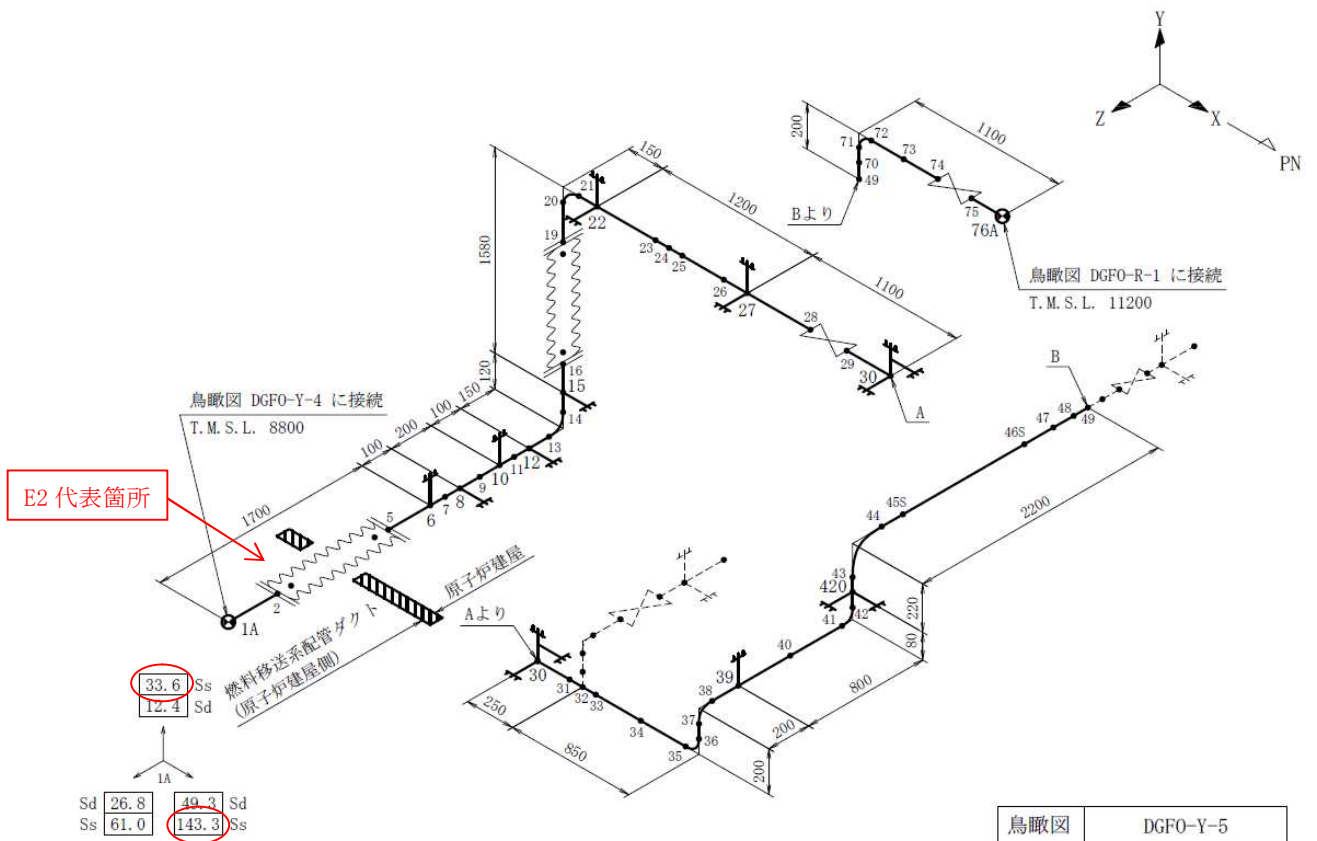 Y
Z
X
PN
200
71
70
49
72
73
74
75
76A
1100
Bより
鳥瞰図 DGFO-R-1 に接続
T.M.S.L. 11200
150
1200
1100
1580
120
20
21
22
19
23
24
25
26
27
28
29
30
A
16
15
14
13
12
11
10
9
8
7
6
5
2
1A
150
100
200
100
1700
鳥瞰図 DGFO-Y-4 に接続
T.M.S.L. 8800
E2 代表箇所
原子炉建屋
燃料移送系配管ダクト
(原子炉建屋側)
B
49
48
47
46S
45S
44
43
420
42
41
40
39
38
37
36
35
34
33
32
31
30
Aより
2200
220
80
800
200
200
850
250
33.6 Ss
12.4 Sd
1A
Sd 26.8 49.3 Sd
Ss 61.0 143.3 Ss
鳥瞰図 DGFO-Y-5